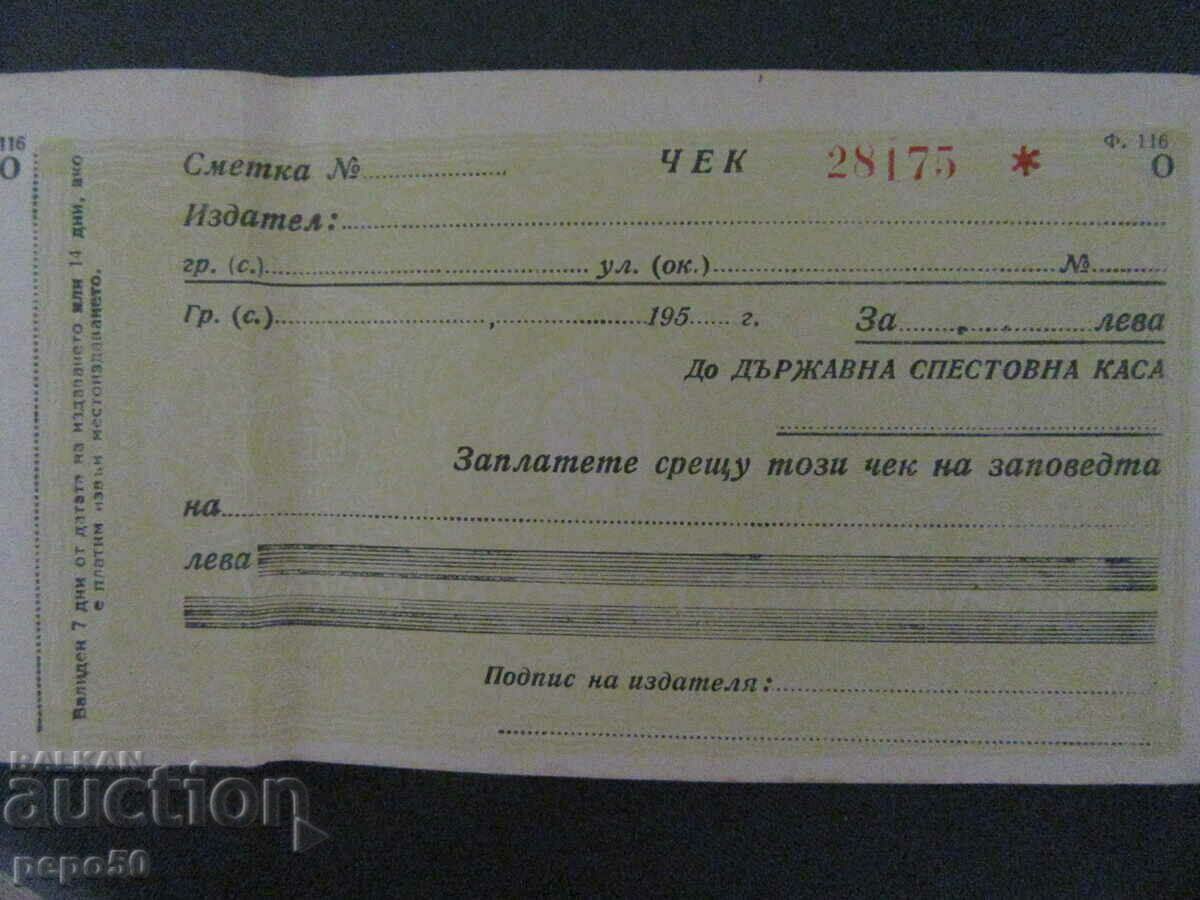 116
О
Ф. 116
О
Сметка № ЧЕК 28175 *
Издател:
гр. (с.) ул. (ок.) №
Гр. (с.) , 195 г. За , лева
До ДЪРЖАВНА СПЕСТОВНА КАСА
Заплатете срещу този чек на заповедта
на
лева
Подпис на издателя:
Валиден 7 дни от датата на издаването или 14 дни, ако
е платим извън местоиздаването.
BALKAN
auction
pepo50